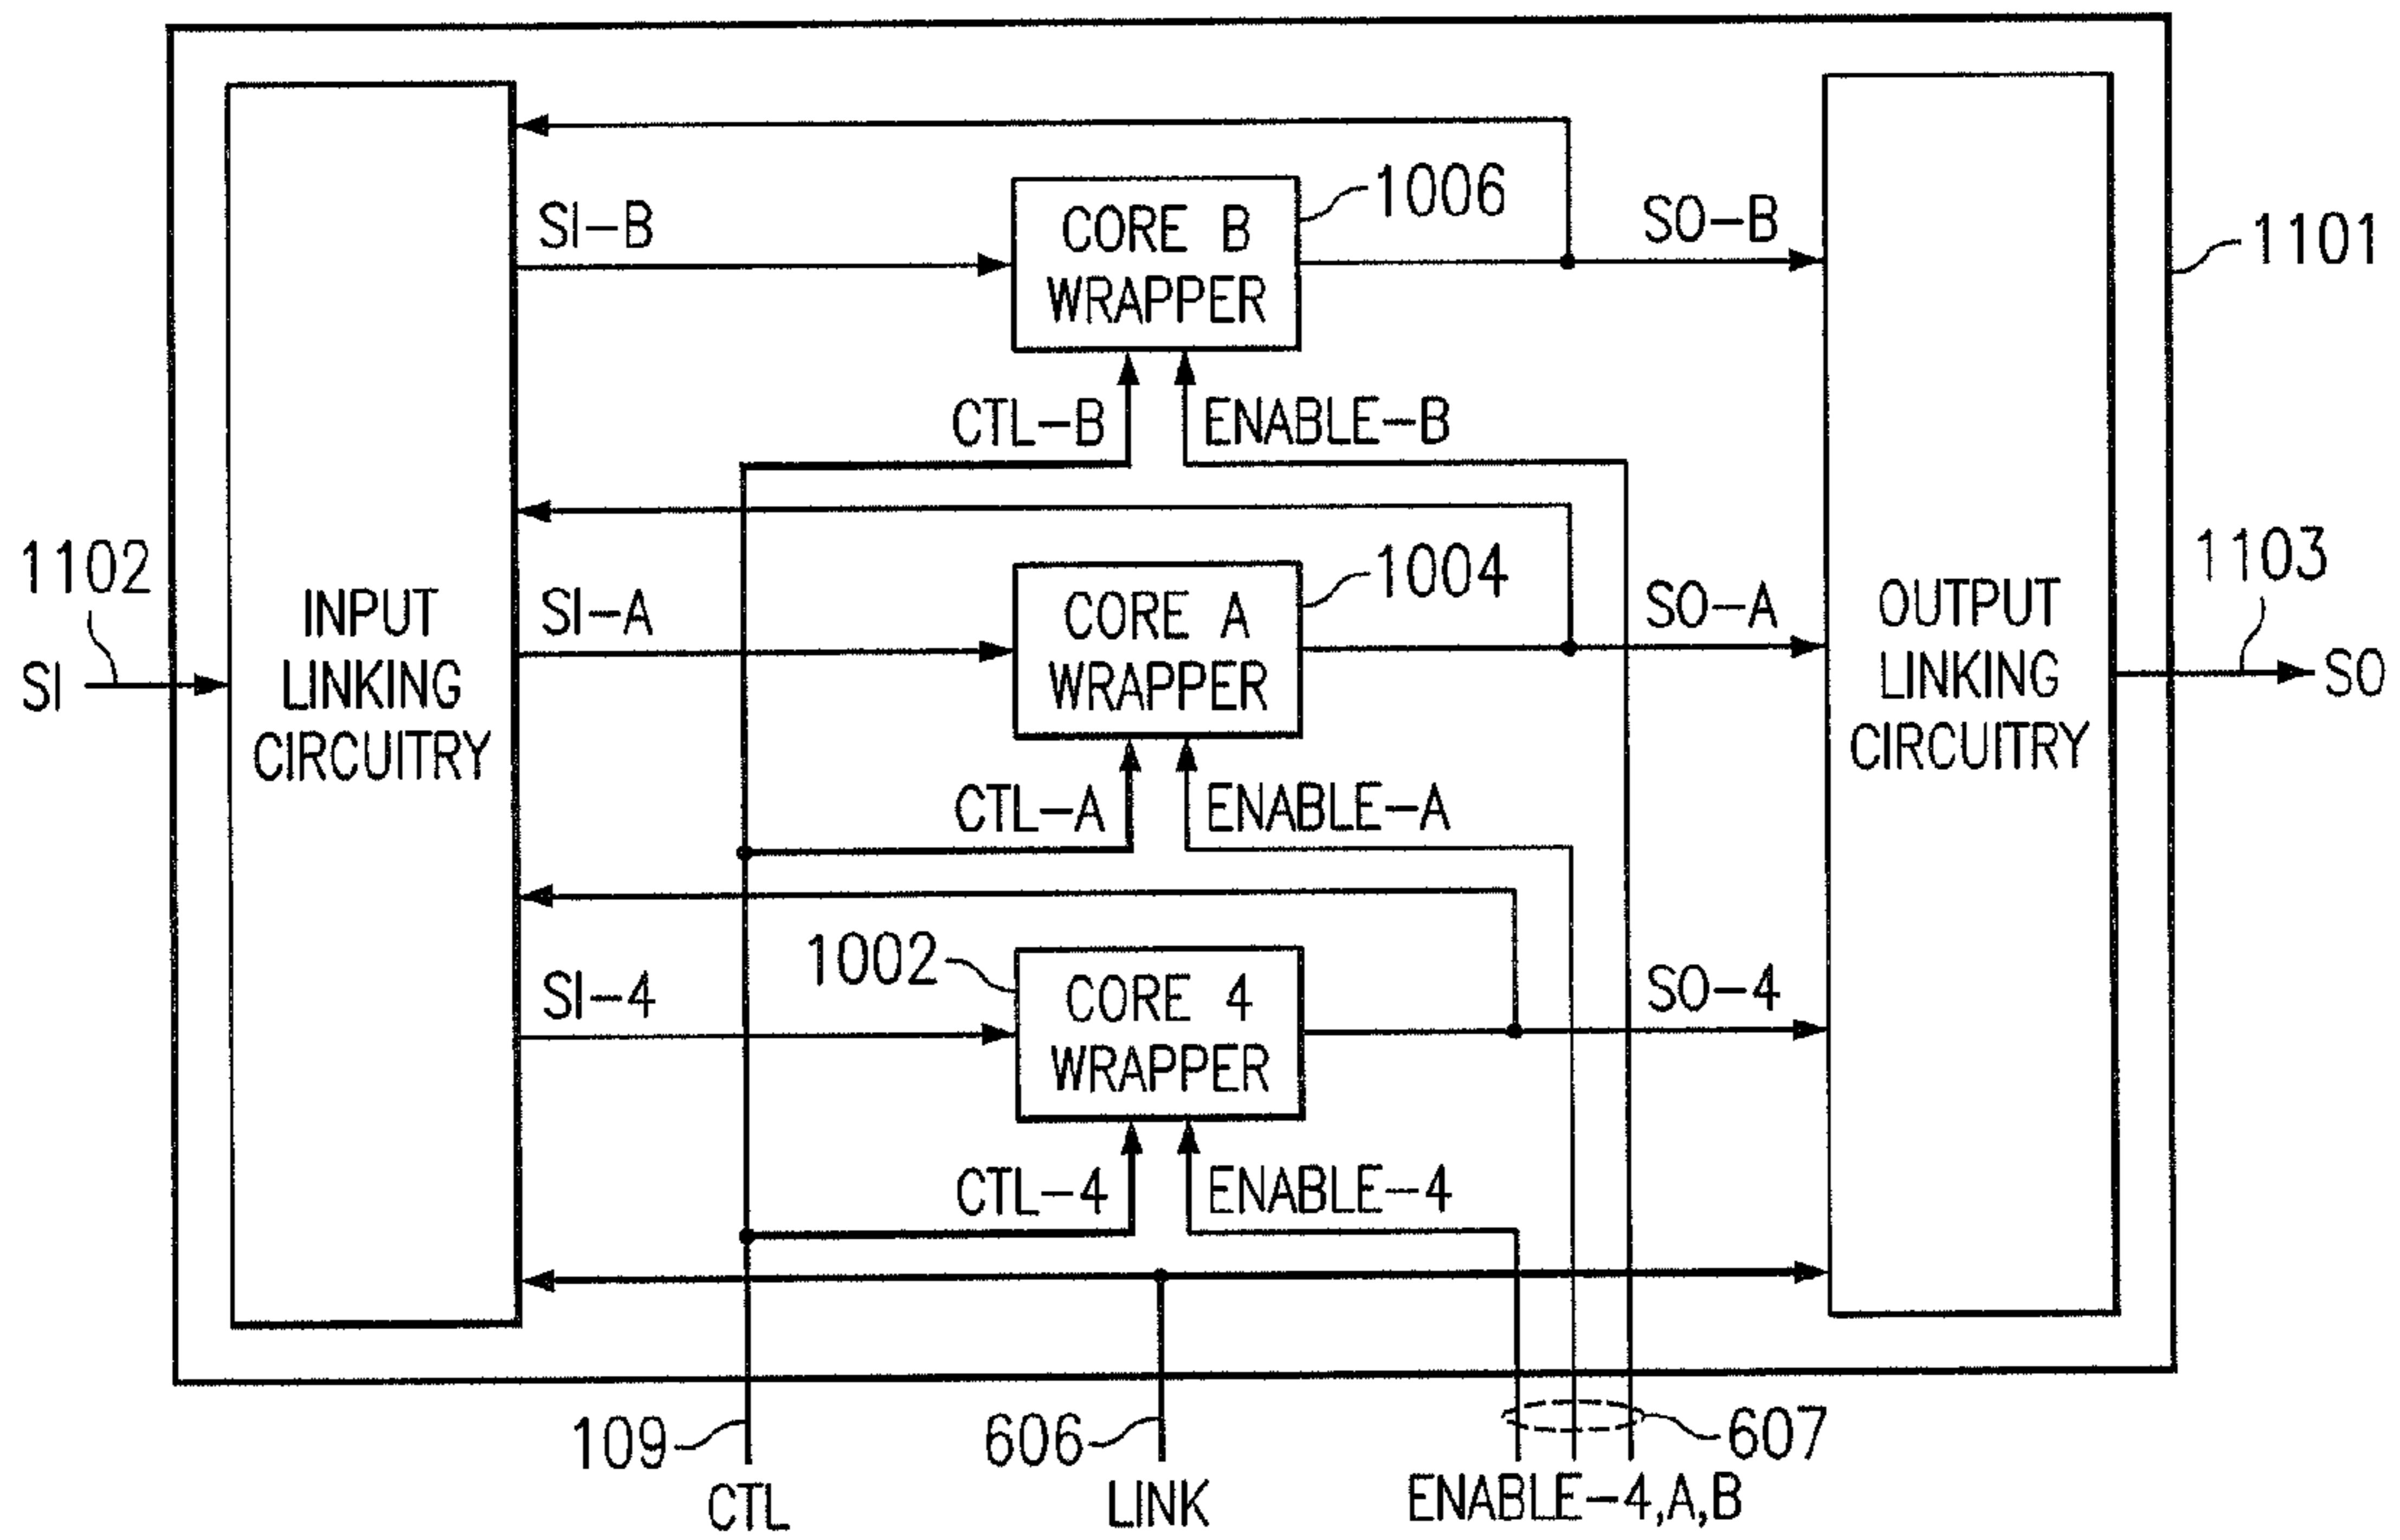 1006
SI-B
CORE B
WRAPPER
SO-B
1101
CTL-B
ENABLE-B
1102
SI
INPUT
LINKING
CIRCUITRY
SI-A
CORE A
WRAPPER
1004
SO-A
OUTPUT
LINKING
CIRCUITRY
1103
SO
CTL-A
ENABLE-A
1002
SI-4
CORE 4
WRAPPER
SO-4
CTL-4
ENABLE-4
109
CTL
606
LINK
607
ENABLE-4,A,B